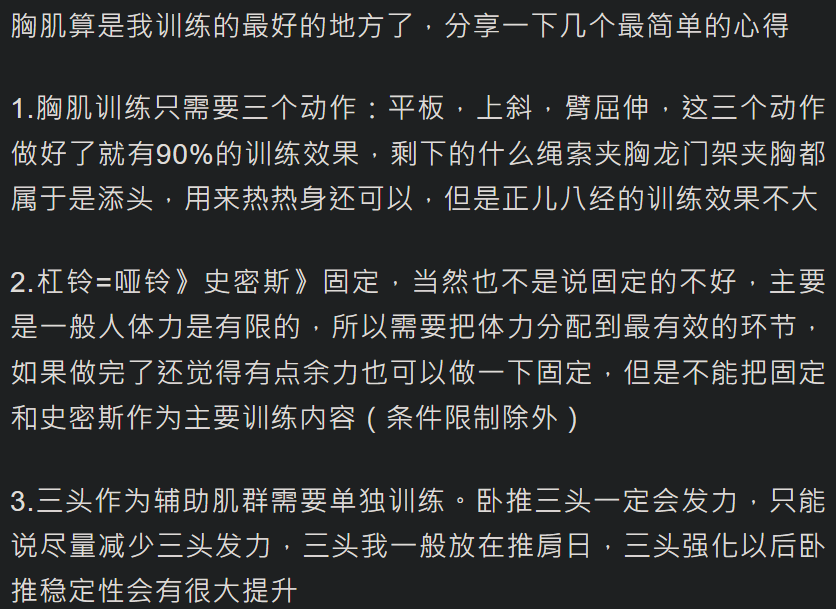 胸肌算是我训练的最好的地方了，分享一下几个最简单的心得
1.胸肌训练只需要三个动作：平板，上斜，臂屈伸，这三个动作
做好了就有90%的训练效果，剩下的什么绳索夹胸龙门架夹胸都
属于是添头，用来热热身还可以，但是正儿八经的训练效果不大
2.杠铃=哑铃》史密斯》固定，当然也不是说固定的不好，主要
是一般人体力是有限的，所以需要把体力分配到最有效的环节，
如果做完了还觉得有点余力也可以做一下固定，但是不能把固定
和史密斯作为主要训练内容（条件限制除外）
3.三头作为辅助肌群需要单独训练。卧推三头一定会发力，只能
说尽量减少三头发力，三头我一般放在推肩日，三头强化以后卧
推稳定性会有很大提升